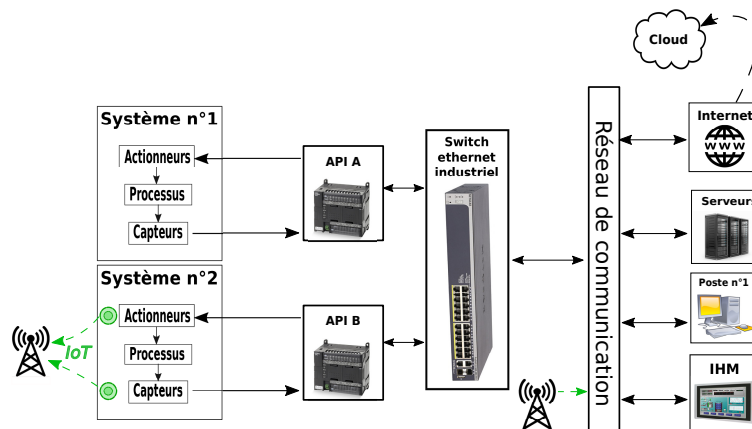 Cloud
Système n°1
Actionneurs
Processus
Capteurs
API A
Switch
ethernet
industriel
Réseau de communication
Internet
WWW
Serveurs
Système n°2
Actionneurs
Processus
Capteurs
IoT
API B
Poste n°1
IHM